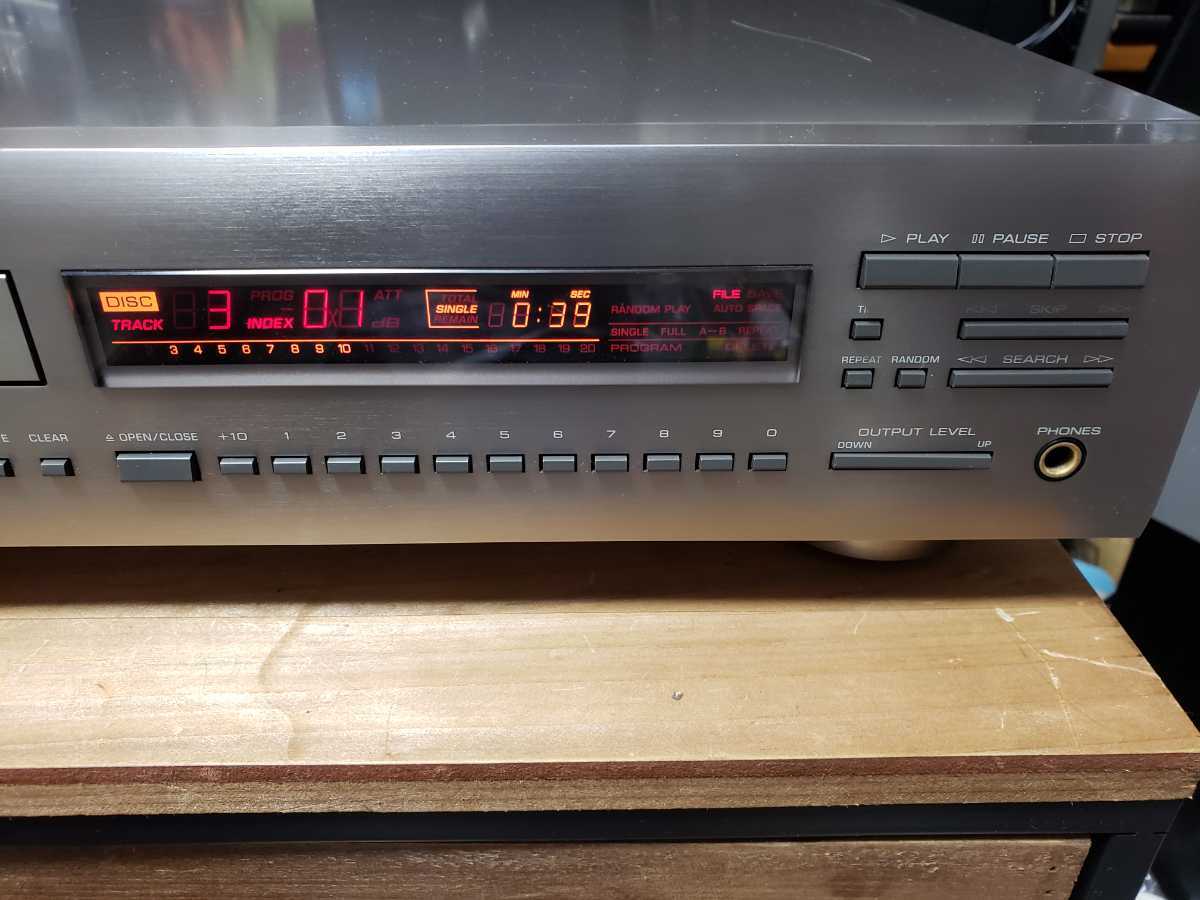 DISC 3 PROG 01 ATT TOTAL MIN SEC FILE SAVE
TRACK INDEX dB SINGLE 0:39 RANDOM PLAY AUTO SPACE
REMAIN
SINGLE FULL A-B REPEAT
3 4 5 6 7 8 9 10 11 12 13 14 15 16 17 18 19 20 PROGRAM
▷ PLAY ▯▯ PAUSE □ STOP
SKIP
REPEAT RANDOM ◁◁ SEARCH ▷▷
E CLEAR ≜ OPEN/CLOSE +10 1 2 3 4 5 6 7 8 9 0
OUTPUT LEVEL
DOWN UP
PHONES